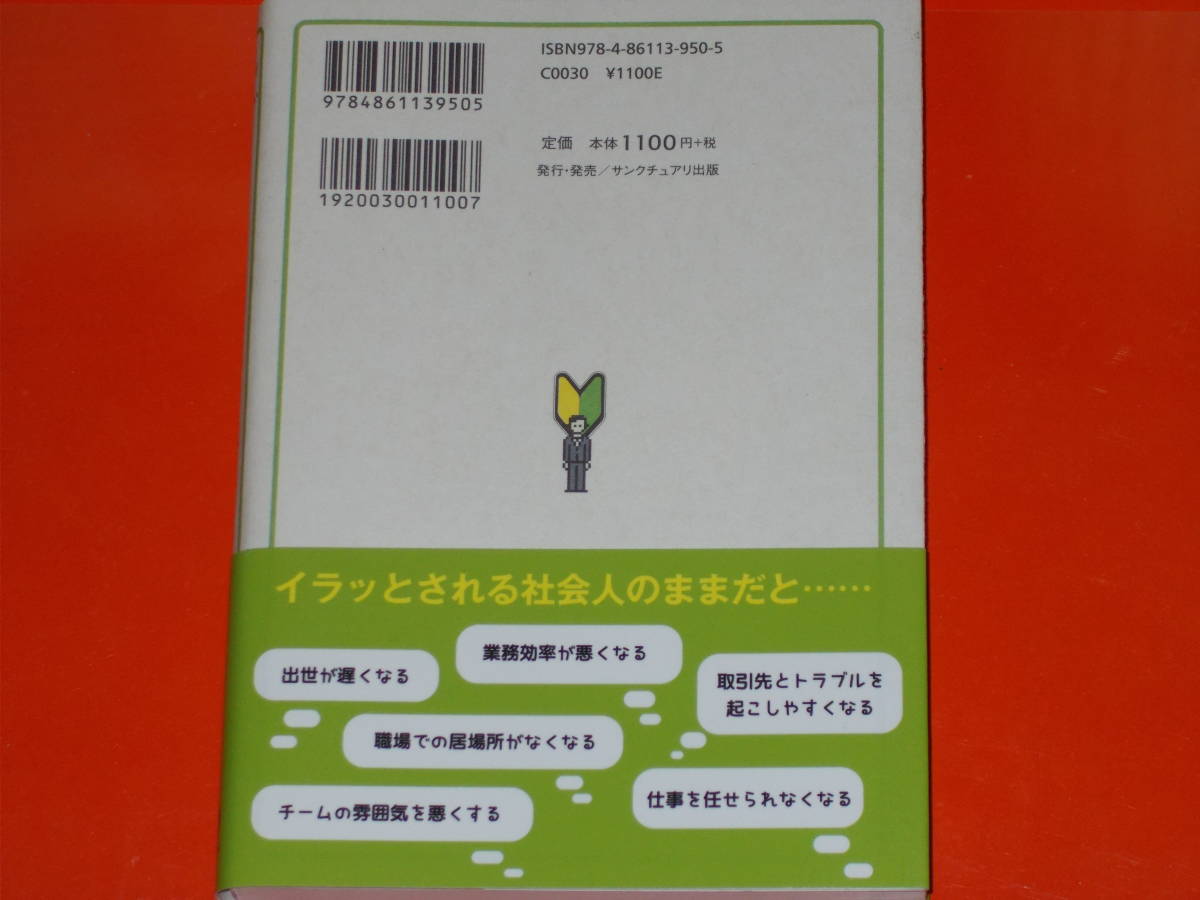 ISBN978-4-86113-950-5
C0030 ¥1100E
9784861139505
定価 本体1100円+税
発行・発売/サンクチュアリ出版
1920030011007
イラッとされる社会人のままだと……
業務効率が悪くなる
出世が遅くなる
取引先とトラブルを
起こしやすくなる
職場での居場所がなくなる
仕事を任せられなくなる
チームの雰囲気を悪くする